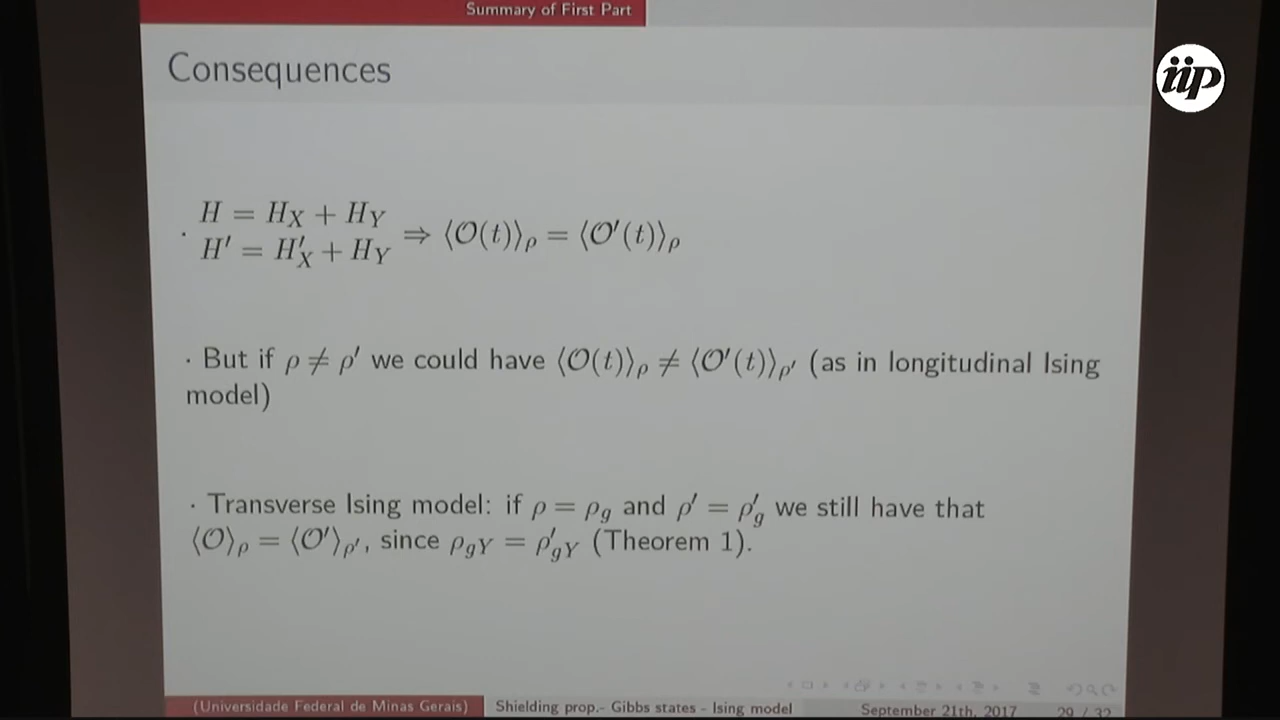 Summary of First Part
iip
Consequences
· H = H_X + H_Y
H′ = H′_X + H_Y ⇒ ⟨𝒪(t)⟩_ρ = ⟨𝒪′(t)⟩_ρ
· But if ρ ≠ ρ′ we could have ⟨𝒪(t)⟩_ρ ≠ ⟨𝒪′(t)⟩_ρ′ (as in longitudinal Ising
model)
· Transverse Ising model: if ρ = ρ_g and ρ′ = ρ′_g we still have that
⟨𝒪⟩_ρ = ⟨𝒪′⟩_ρ′, since ρ_gY = ρ′_gY (Theorem 1).
(Universidade Federal de Minas Gerais) Shielding prop.- Gibbs states - Ising model September 21th, 2017 29 / 32